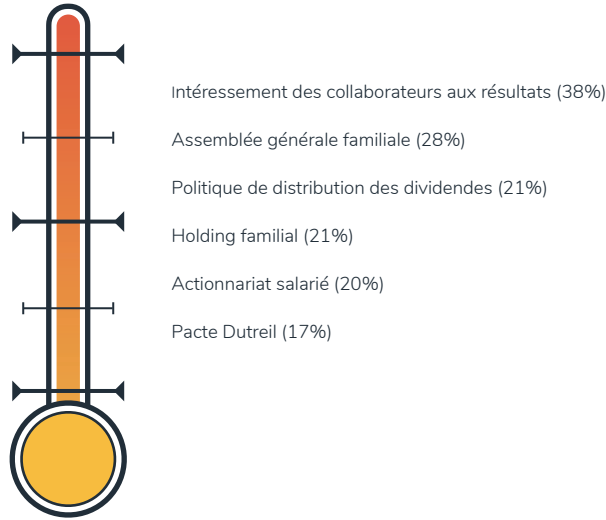 Intéressement des collaborateurs aux résultats (38%)
Assemblée générale familiale (28%)
Politique de distribution des dividendes (21%)
Holding familial (21%)
Actionnariat salarié (20%)
Pacte Dutreil (17%)